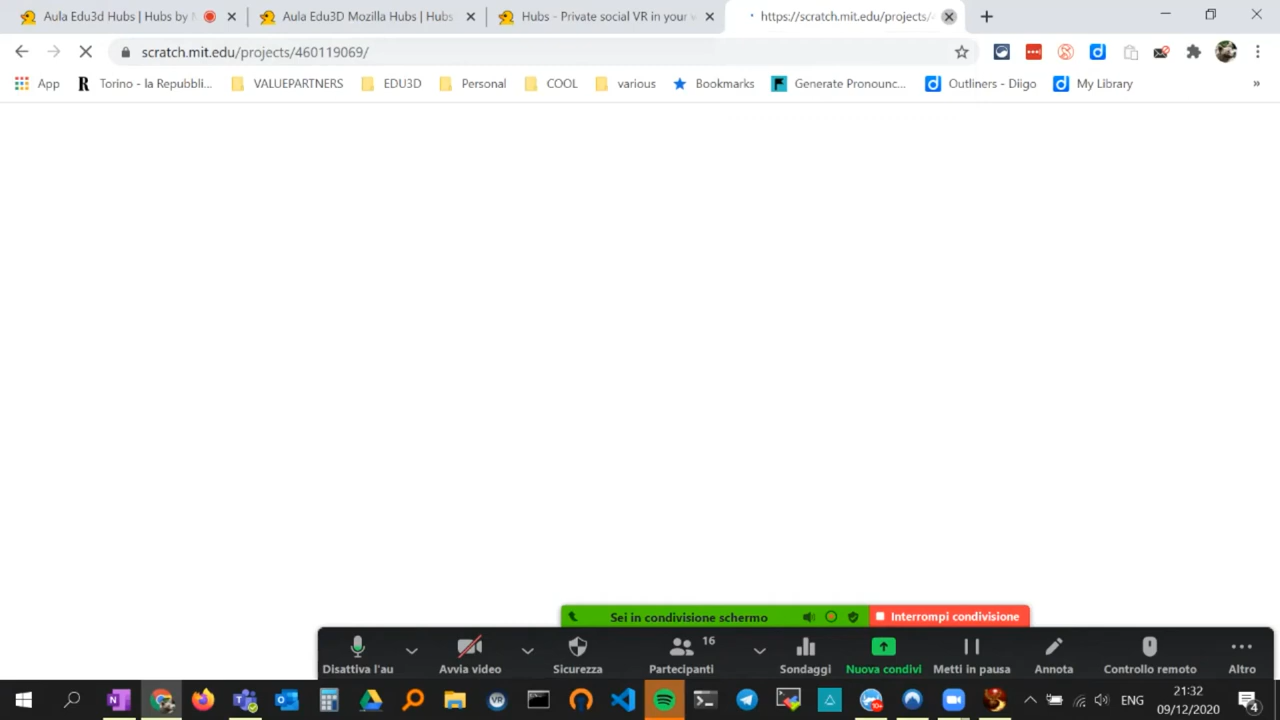 Aula Edu3d Hubs | Hubs by
Aula Edu3D Mozilla Hubs | Hubs
Hubs - Private social VR in your
https://scratch.mit.edu/projects/
scratch.mit.edu/projects/460119069/
App
R Torino - la Repubbli...
VALUEPARTNERS
EDU3D
Personal
COOL
various
Bookmarks
Generate Pronounc...
Outliners - Diigo
My Library
»
Sei in condivisione schermo
Interrompi condivisione
16
Disattiva l'au
Avvia video
Sicurezza
Partecipanti
Sondaggi
Nuova condivi
Metti in pausa
Annota
Controllo remoto
Altro
ENG
21:32
09/12/2020
4